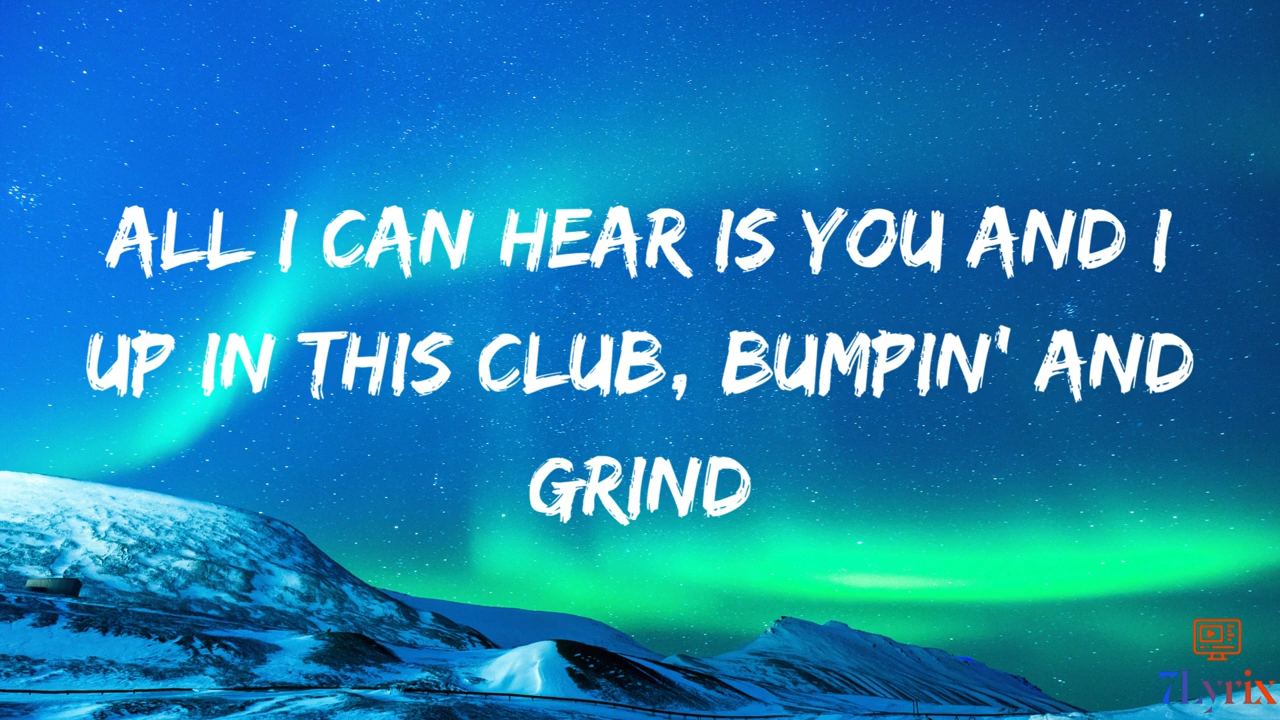 ALL I CAN HEAR IS YOU AND I
UP IN THIS CLUB, BUMPIN' AND
GRIND
7Lyrix